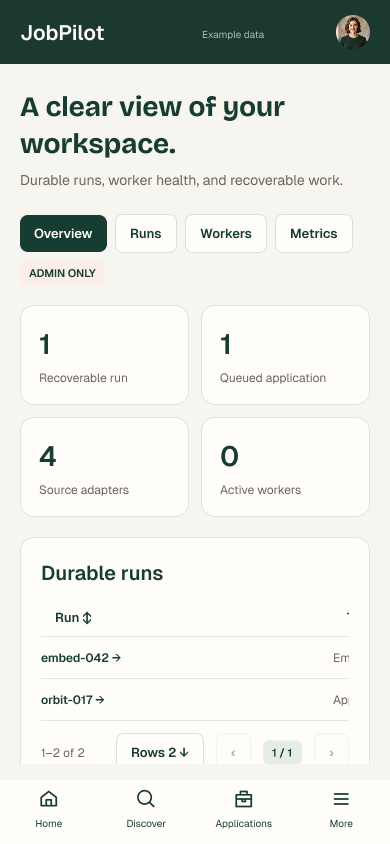 JobPilot
Example data
A clear view of your
workspace.
Durable runs, worker health, and recoverable work.
Overview
Runs
Workers
Metrics
ADMIN ONLY
1
Recoverable run
1
Queued application
4
Source adapters
0
Active workers
Durable runs
Run
embed-042 →
orbit-017 →
1–2 of 2
Rows 2 ↓
‹
1 / 1
›
Home
Discover
Applications
More